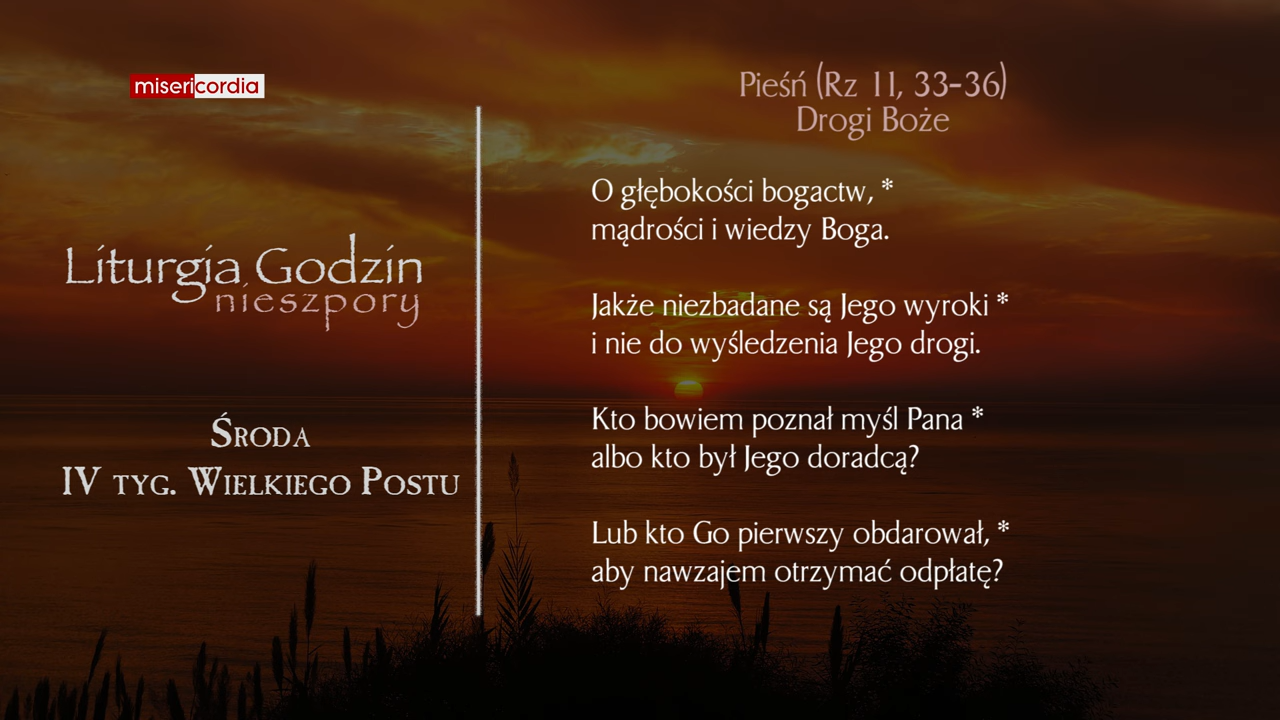 misericordia
Liturgia Godzin
nieszpory
Środa
IV tyg. Wielkiego Postu
Pieśń (Rz 11, 33-36)
Drogi Boże
O głębokości bogactw, *
mądrości i wiedzy Boga.
Jakże niezbadane są Jego wyroki *
i nie do wyśledzenia Jego drogi.
Kto bowiem poznał myśl Pana *
albo kto był Jego doradcą?
Lub kto Go pierwszy obdarował, *
aby nawzajem otrzymać odpłatę?